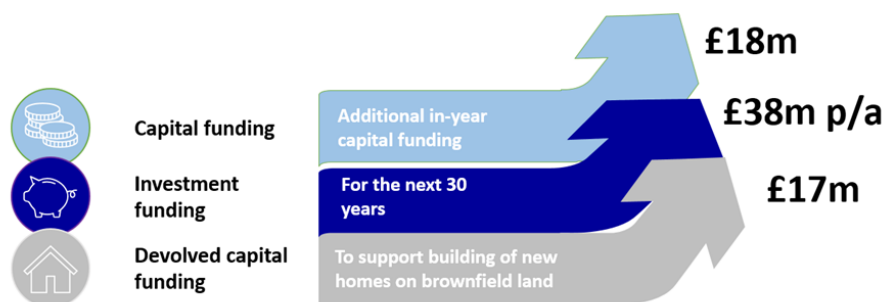 Capital funding
Additional in-year
capital funding
£18m
Investment
funding
For the next 30
years
£38m p/a
Devolved capital
funding
To support building of new
homes on brownfield land
£17m